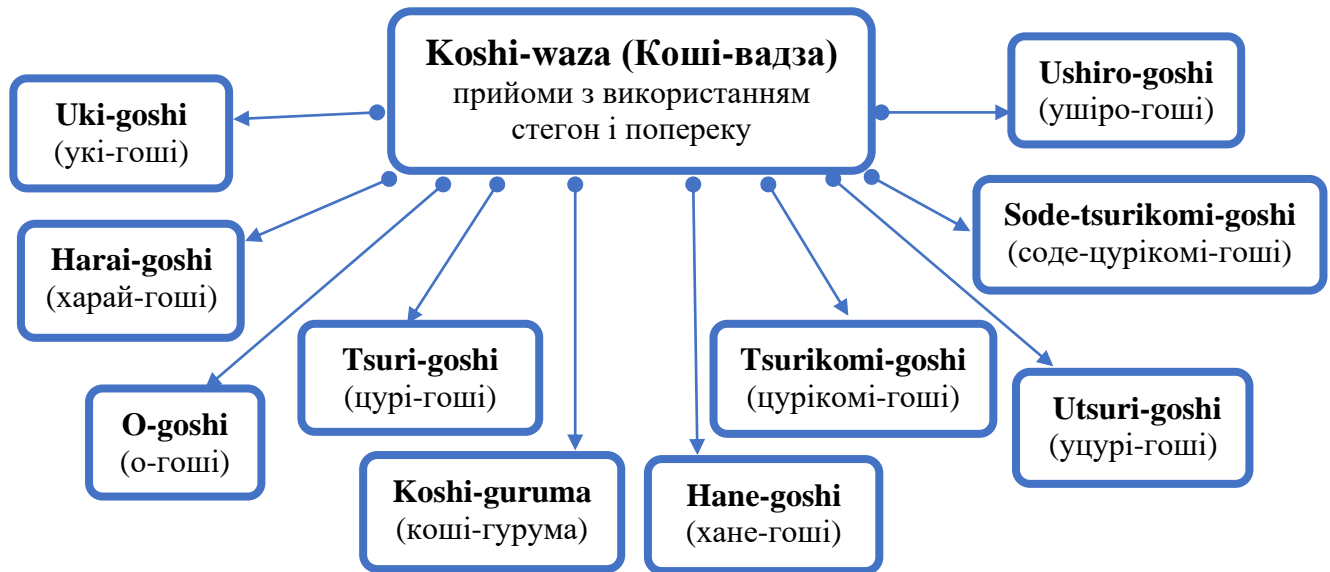 Koshi-waza (Коші-вадза)
прийоми з використанням
стегон і попереку
Ushiro-goshi
(ушіро-гоші)
Uki-goshi
(укі-гоші)
Sode-tsurikomi-goshi
(соде-цурікомі-гоші)
Harai-goshi
(харай-гоші)
Tsuri-goshi
(цурі-гоші)
Tsurikomi-goshi
(цурікомі-гоші)
O-goshi
(о-гоші)
Utsuri-goshi
(уцурі-гоші)
Koshi-guruma
(коші-гурума)
Hane-goshi
(хане-гоші)